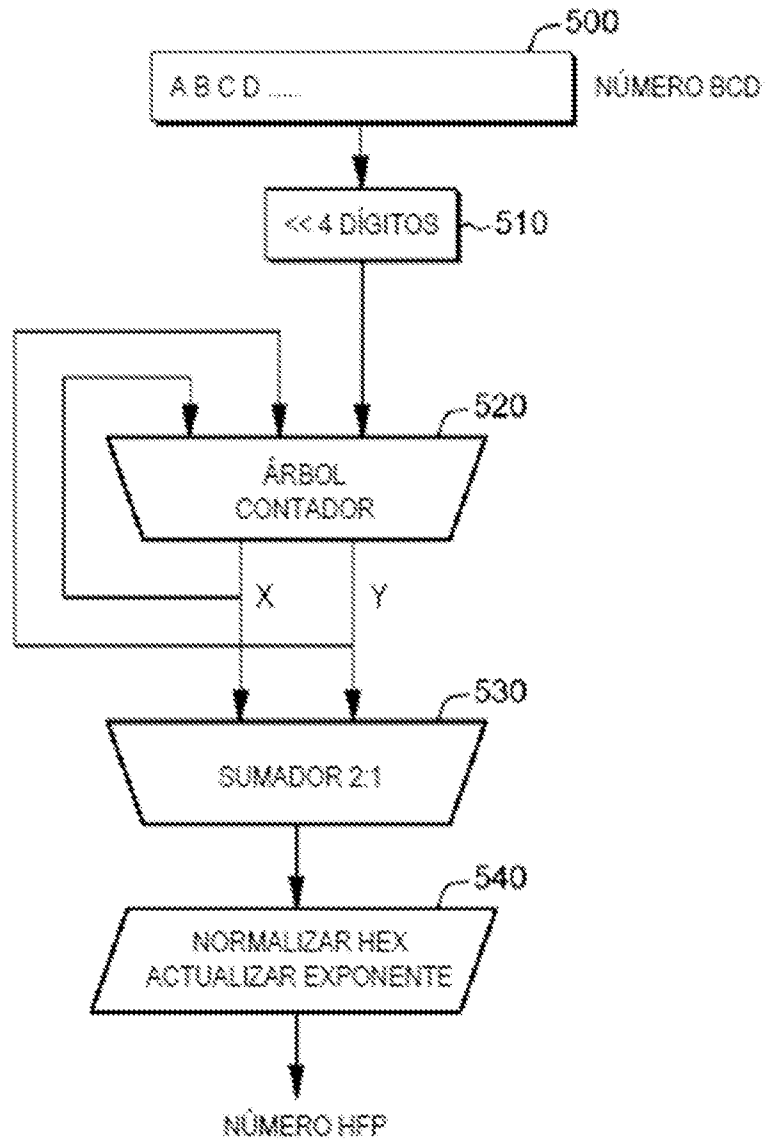 500
A B C D ......
NÚMERO BCD
<< 4 DÍGITOS
510
520
ÁRBOL
CONTADOR
X
Y
530
SUMADOR 2:1
540
NORMALIZAR HEX
ACTUALIZAR EXPONENTE
NÚMERO HFP